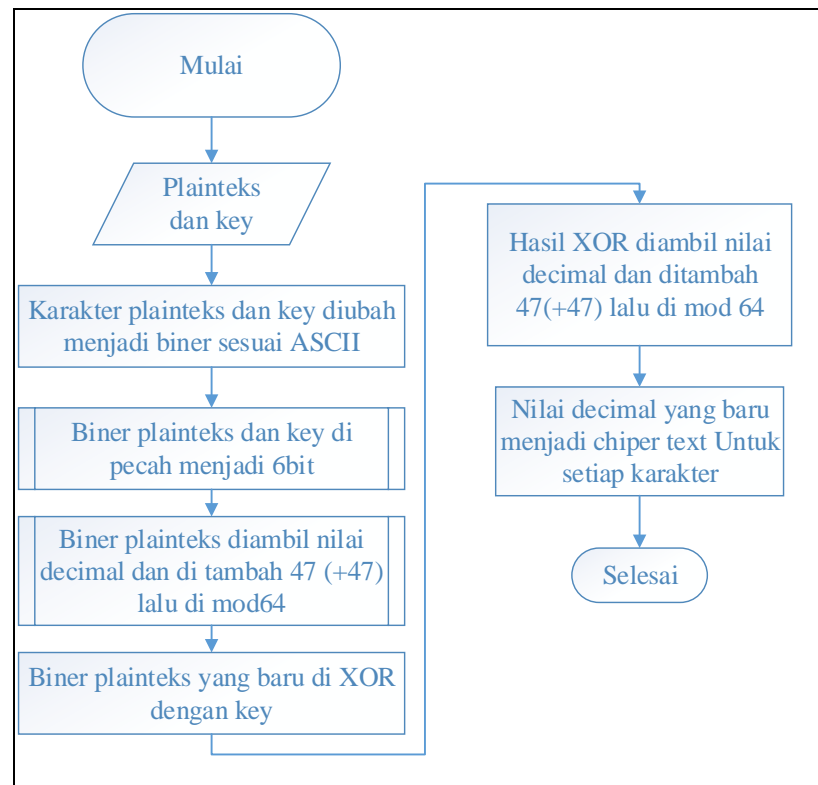 Mulai
Plainteks
dan key
Karakter plainteks dan key diubah
menjadi biner sesuai ASCII
Biner plainteks dan key di
pecah menjadi 6bit
Biner plainteks diambil nilai
decimal dan di tambah 47 (+47)
lalu di mod64
Biner plainteks yang baru di XOR
dengan key
Hasil XOR diambil nilai
decimal dan ditambah
47(+47) lalu di mod 64
Nilai decimal yang baru
menjadi chiper text Untuk
setiap karakter
Selesai